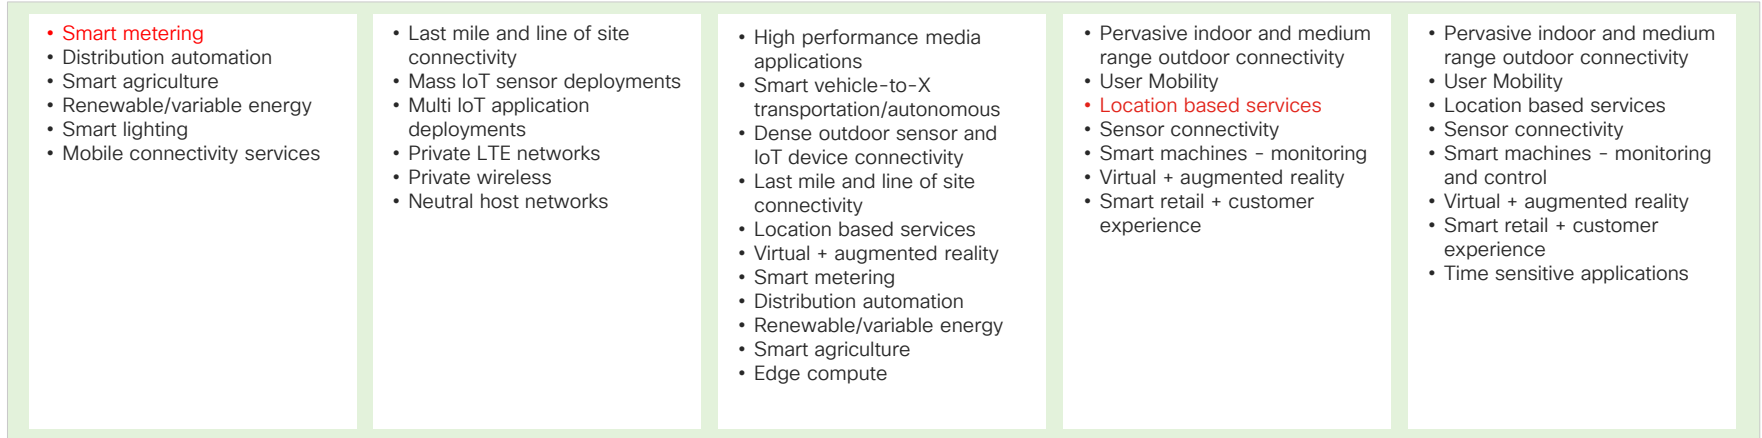 • Smart metering
• Distribution automation
• Smart agriculture
• Renewable/variable energy
• Smart lighting
• Mobile connectivity services
• Last mile and line of site
connectivity
• Mass IoT sensor deployments
• Multi IoT application
deployments
• Private LTE networks
• Private wireless
• Neutral host networks
• High performance media
applications
• Smart vehicle-to-X
transportation/autonomous
• Dense outdoor sensor and
IoT device connectivity
• Last mile and line of site
connectivity
• Location based services
• Virtual + augmented reality
• Smart metering
• Distribution automation
• Renewable/variable energy
• Smart agriculture
• Edge compute
• Pervasive indoor and medium
range outdoor connectivity
• User Mobility
• Location based services
• Sensor connectivity
• Smart machines - monitoring
• Virtual + augmented reality
• Smart retail + customer
experience
• Pervasive indoor and medium
range outdoor connectivity
• User Mobility
• Location based services
• Sensor connectivity
• Smart machines - monitoring
and control
• Virtual + augmented reality
• Smart retail + customer
experience
• Time sensitive applications